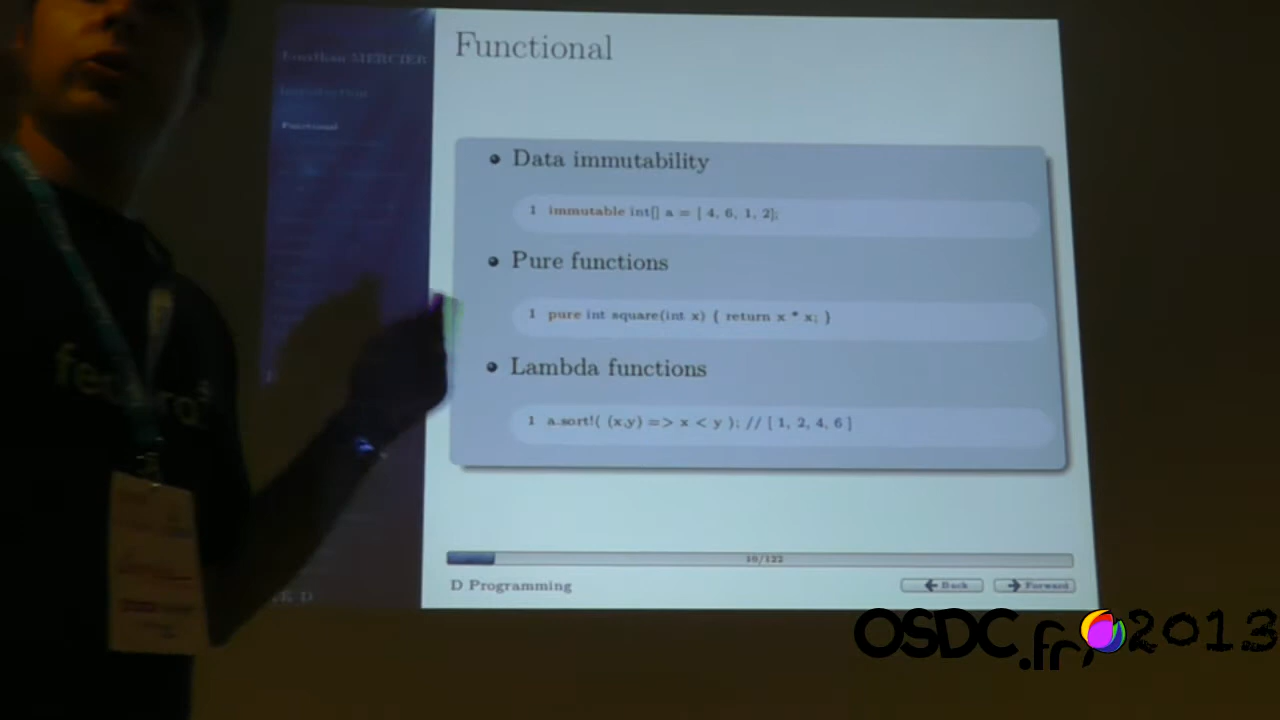 Functional
Jonathan MERCIER
Introduction
Functional
Data immutability
1 immutable int[] a = [ 4, 6, 1, 2];
Pure functions
1 pure int square(int x) { return x * x; }
Lambda functions
1 a.sort!( (x,y) => x < y ); // [ 1, 2, 4, 6 ]
10/122
D Programming
Back
Forward
OSDC.fr 2013